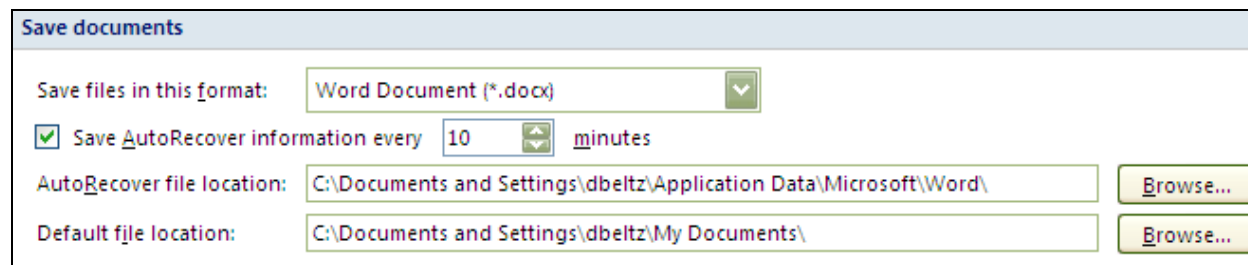 Save documents
Save files in this format: Word Document (*.docx)
Save AutoRecover information every 10 minutes
AutoRecover file location: C:\Documents and Settings\dbeltz\Application Data\Microsoft\Word\ Browse...
Default file location: C:\Documents and Settings\dbeltz\My Documents\ Browse...